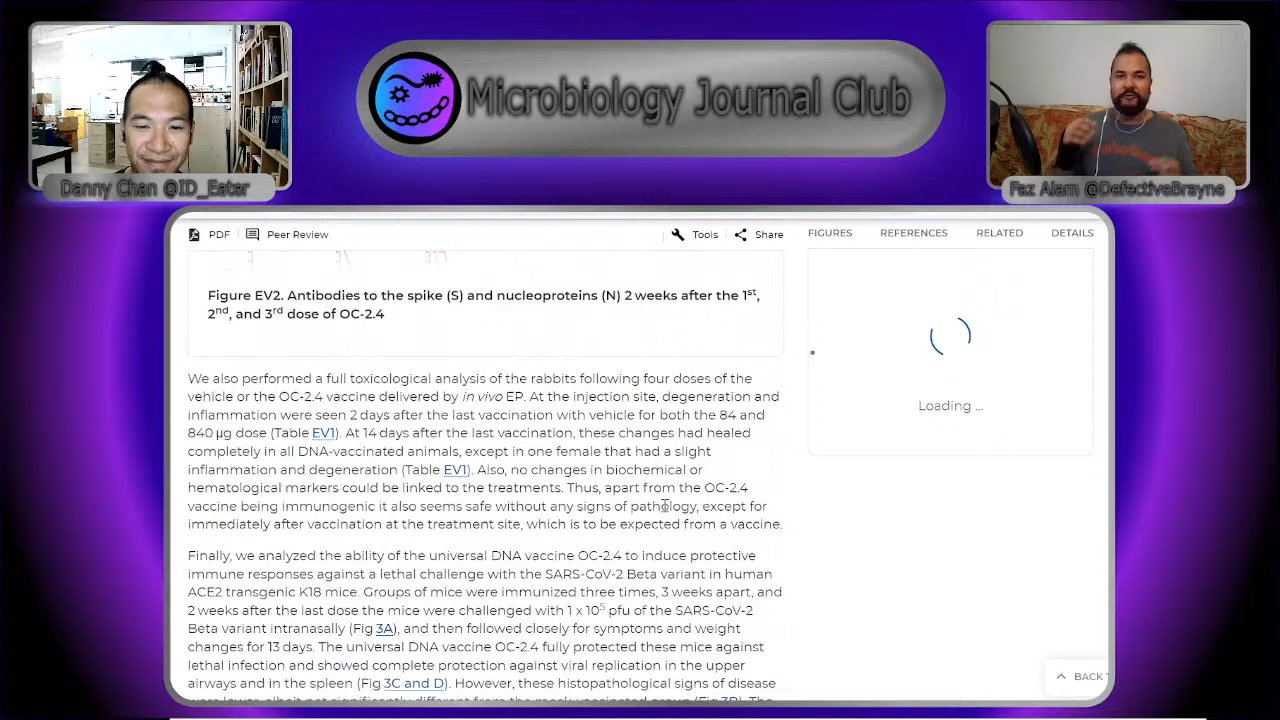 Microbiology Journal Club
Danny Chan @ID_Eater
Faz Alam @DefectiveBrayne
PDF
Peer Review
Tools
Share
FIGURES
REFERENCES
RELATED
DETAILS
Figure EV2. Antibodies to the spike (S) and nucleoproteins (N) 2 weeks after the 1st,
2nd, and 3rd dose of OC-2.4
We also performed a full toxicological analysis of the rabbits following four doses of the
vehicle or the OC-2.4 vaccine delivered by in vivo EP. At the injection site, degeneration and
inflammation were seen 2 days after the last vaccination with vehicle for both the 84 and
840 μg dose (Table EV1). At 14 days after the last vaccination, these changes had healed
completely in all DNA-vaccinated animals, except in one female that had a slight
inflammation and degeneration (Table EV1). Also, no changes in biochemical or
hematological markers could be linked to the treatments. Thus, apart from the OC-2.4
vaccine being immunogenic it also seems safe without any signs of pathology, except for
immediately after vaccination at the treatment site, which is to be expected from a vaccine.
Finally, we analyzed the ability of the universal DNA vaccine OC-2.4 to induce protective
immune responses against a lethal challenge with the SARS-CoV-2 Beta variant in human
ACE2 transgenic K18 mice. Groups of mice were immunized three times, 3 weeks apart, and
2 weeks after the last dose the mice were challenged with 1 x 10⁵ pfu of the SARS-CoV-2
Beta variant intranasally (Fig 3A), and then followed closely for symptoms and weight
changes for 13 days. The universal DNA vaccine OC-2.4 fully protected these mice against
lethal infection and showed complete protection against viral replication in the upper
airways and in the spleen (Fig 3C and D). However, these histopathological signs of disease
Loading ...
BACK